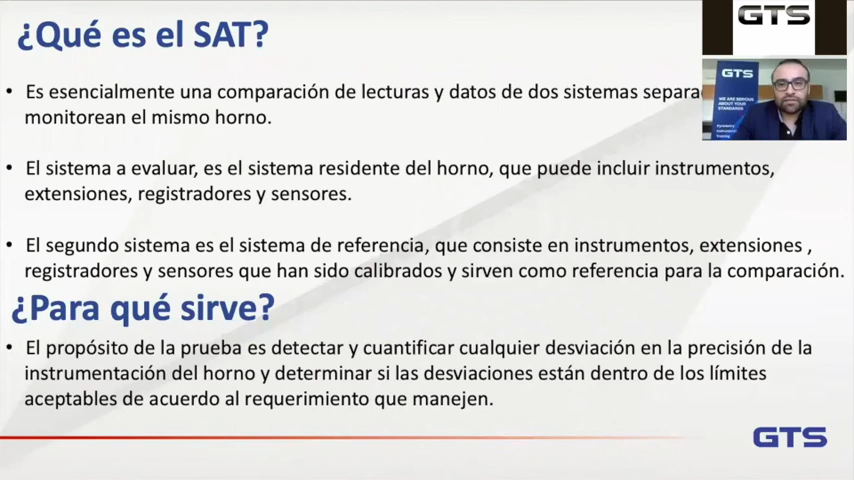 ¿Qué es el SAT?
GTS
• Es esencialmente una comparación de lecturas y datos de dos sistemas
monitorean el mismo horno.
GTS
WE ARE SERIOUS
ABOUT YOUR
STANDARDS
• El sistema a evaluar, es el sistema residente del horno, que puede incluir instrumentos,
extensiones, registradores y sensores.
• El segundo sistema es el sistema de referencia, que consiste en instrumentos, extensiones ,
registradores y sensores que han sido calibrados y sirven como referencia para la comparación.
¿Para qué sirve?
• El propósito de la prueba es detectar y cuantificar cualquier desviación en la precisión de la
instrumentación del horno y determinar si las desviaciones están dentro de los límites
aceptables de acuerdo al requerimiento que manejen.
GTS